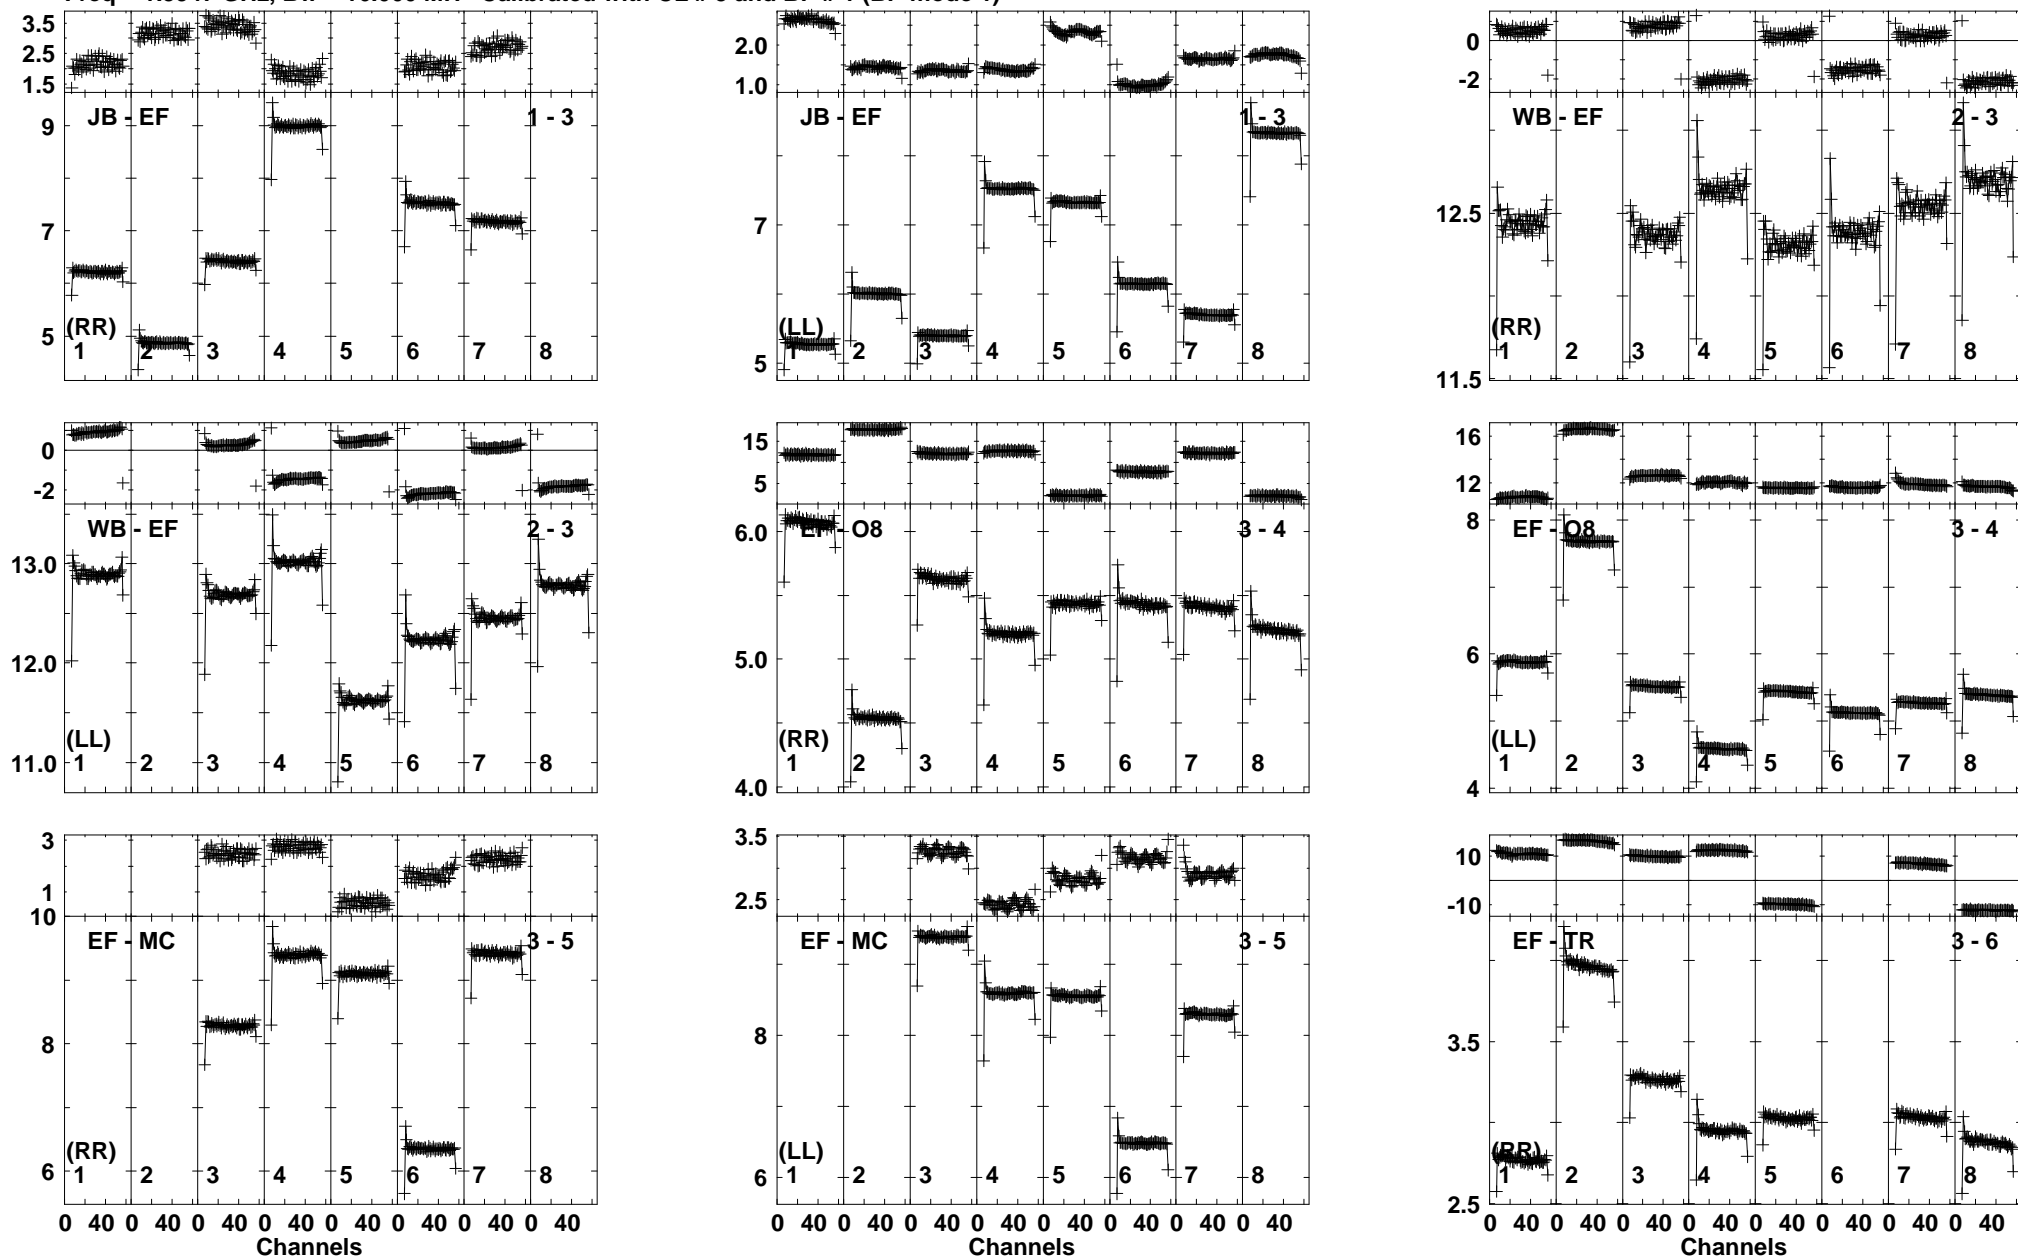 3.5
2.5
1.5
JB - EF
1 - 3
9
7
5
(RR)
1 2 3 4 5 6 7 8
2.0
1.0
JB - EF
1 - 3
7
5
(LL)
1 2 3 4 5 6 7 8
0
-2
WB - EF
2 - 3
12.5
11.5
(RR)
1 2 3 4 5 6 7 8
0
-2
WB - EF
2 - 3
13.0
12.0
11.0
(LL)
1 2 3 4 5 6 7 8
15
5
EF - O8
3 - 4
6.0
5.0
4.0
(RR)
1 2 3 4 5 6 7 8
16
12
EF - O8
3 - 4
8
6
4
(LL)
1 2 3 4 5 6 7 8
3
1
10
EF - MC
3 - 5
8
6
(RR)
1 2 3 4 5 6 7 8
0 40 0 40 0 40 0 40 0 40 0 40 0 40 0 40
Channels
3.5
2.5
EF - MC
3 - 5
8
6
(LL)
1 2 3 4 5 6 7 8
0 40 0 40 0 40 0 40 0 40 0 40 0 40 0 40
Channels
10
-10
EF - TR
3 - 6
3.5
2.5
(RR)
1 2 3 4 5 6 7 8
0 40 0 40 0 40 0 40 0 40 0 40 0 40 0 40
Channels